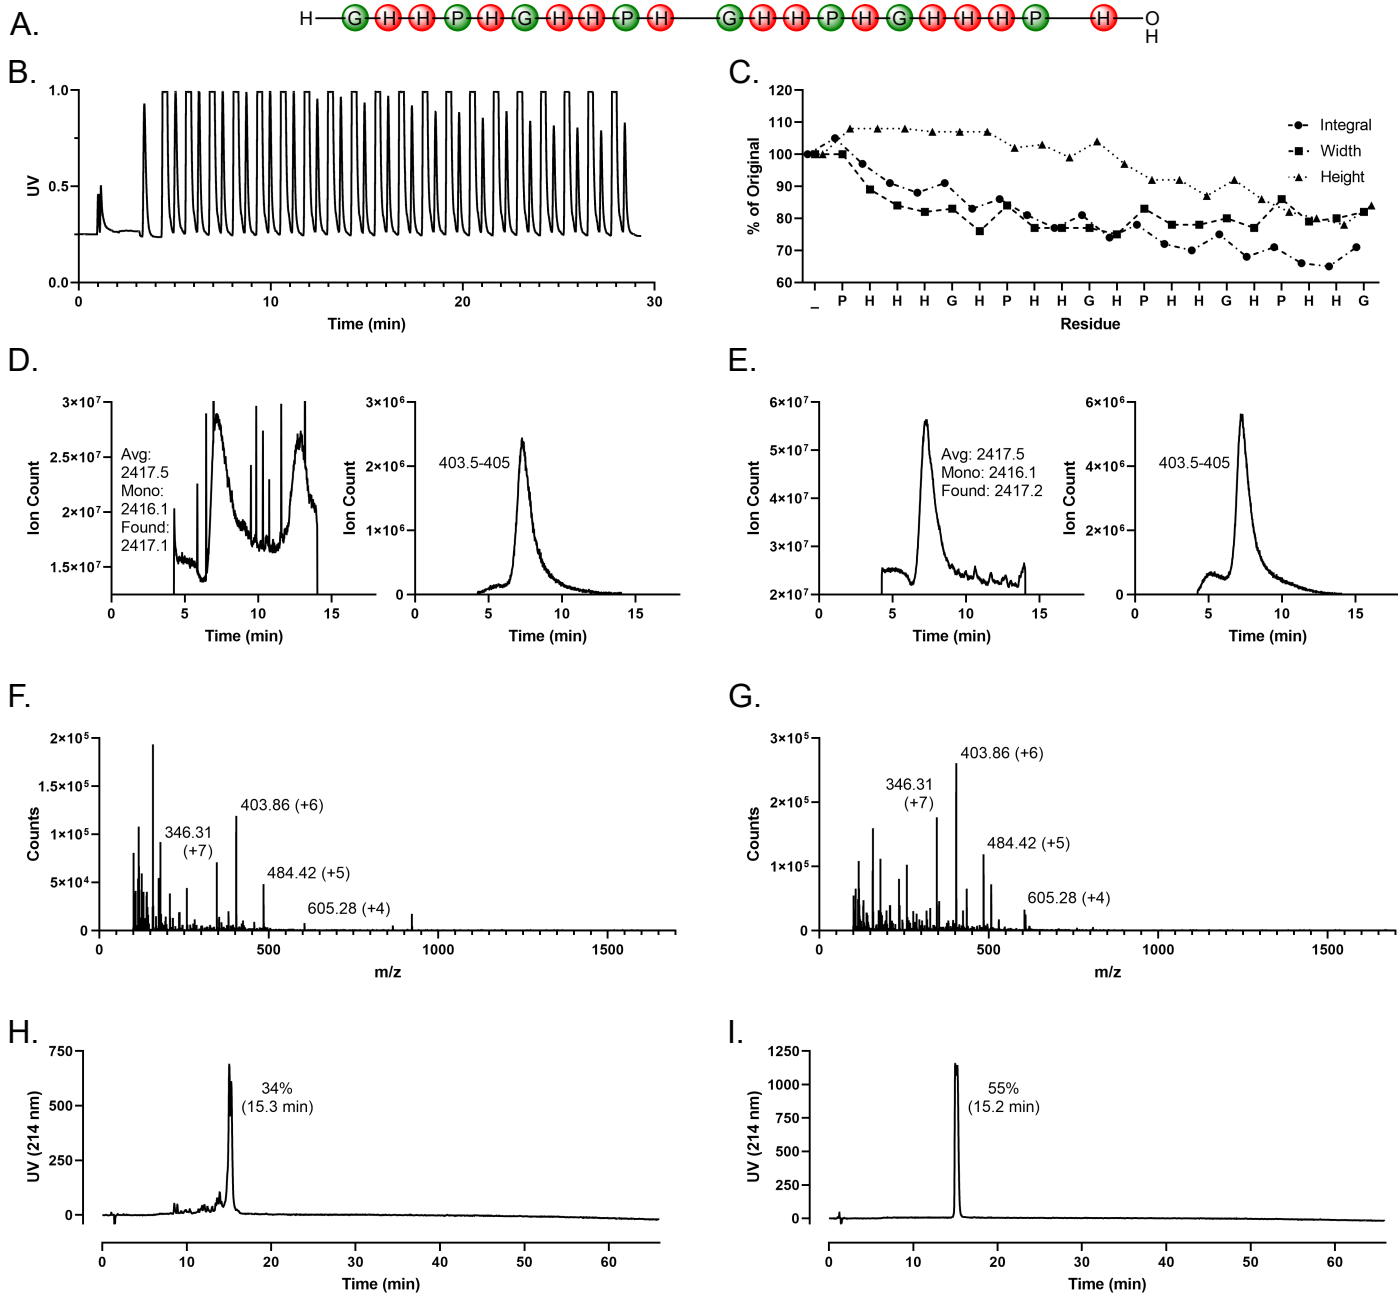 A.
H G H H P H G H H P H G H H P H G H H H P H O
H
B.
1.0
0.5
0.0
UV
0 10 20 30
Time (min)
C.
120
110
100
90
80
70
60
% of Original
Integral
Width
Height
_ P H H H G H P H H G H P H H G H P H H G
Residue
D.
3×10⁷
2.5×10⁷
2×10⁷
1.5×10⁷
Ion Count
Avg:
2417.5
Mono:
2416.1
Found:
2417.1
0 5 10 15
Time (min)
3×10⁶
2×10⁶
1×10⁶
0
Ion Count
403.5-405
0 5 10 15
Time (min)
E.
6×10⁷
5×10⁷
4×10⁷
3×10⁷
2×10⁷
Ion Count
Avg: 2417.5
Mono: 2416.1
Found: 2417.2
0 5 10 15
Time (min)
6×10⁶
4×10⁶
2×10⁶
0
Ion Count
403.5-405
0 5 10 15
Time (min)
F.
2×10⁵
1.5×10⁵
1×10⁵
5×10⁴
0
Counts
346.31
(+7)
403.86 (+6)
484.42 (+5)
605.28 (+4)
0 500 1000 1500
m/z
G.
3×10⁵
2×10⁵
1×10⁵
0
Counts
403.86 (+6)
346.31
(+7)
484.42 (+5)
605.28 (+4)
0 500 1000 1500
m/z
H.
750
500
250
0
UV (214 nm)
34%
(15.3 min)
0 10 20 30 40 50 60
Time (min)
I.
1250
1000
750
500
250
0
UV (214 nm)
55%
(15.2 min)
0 10 20 30 40 50 60
Time (min)